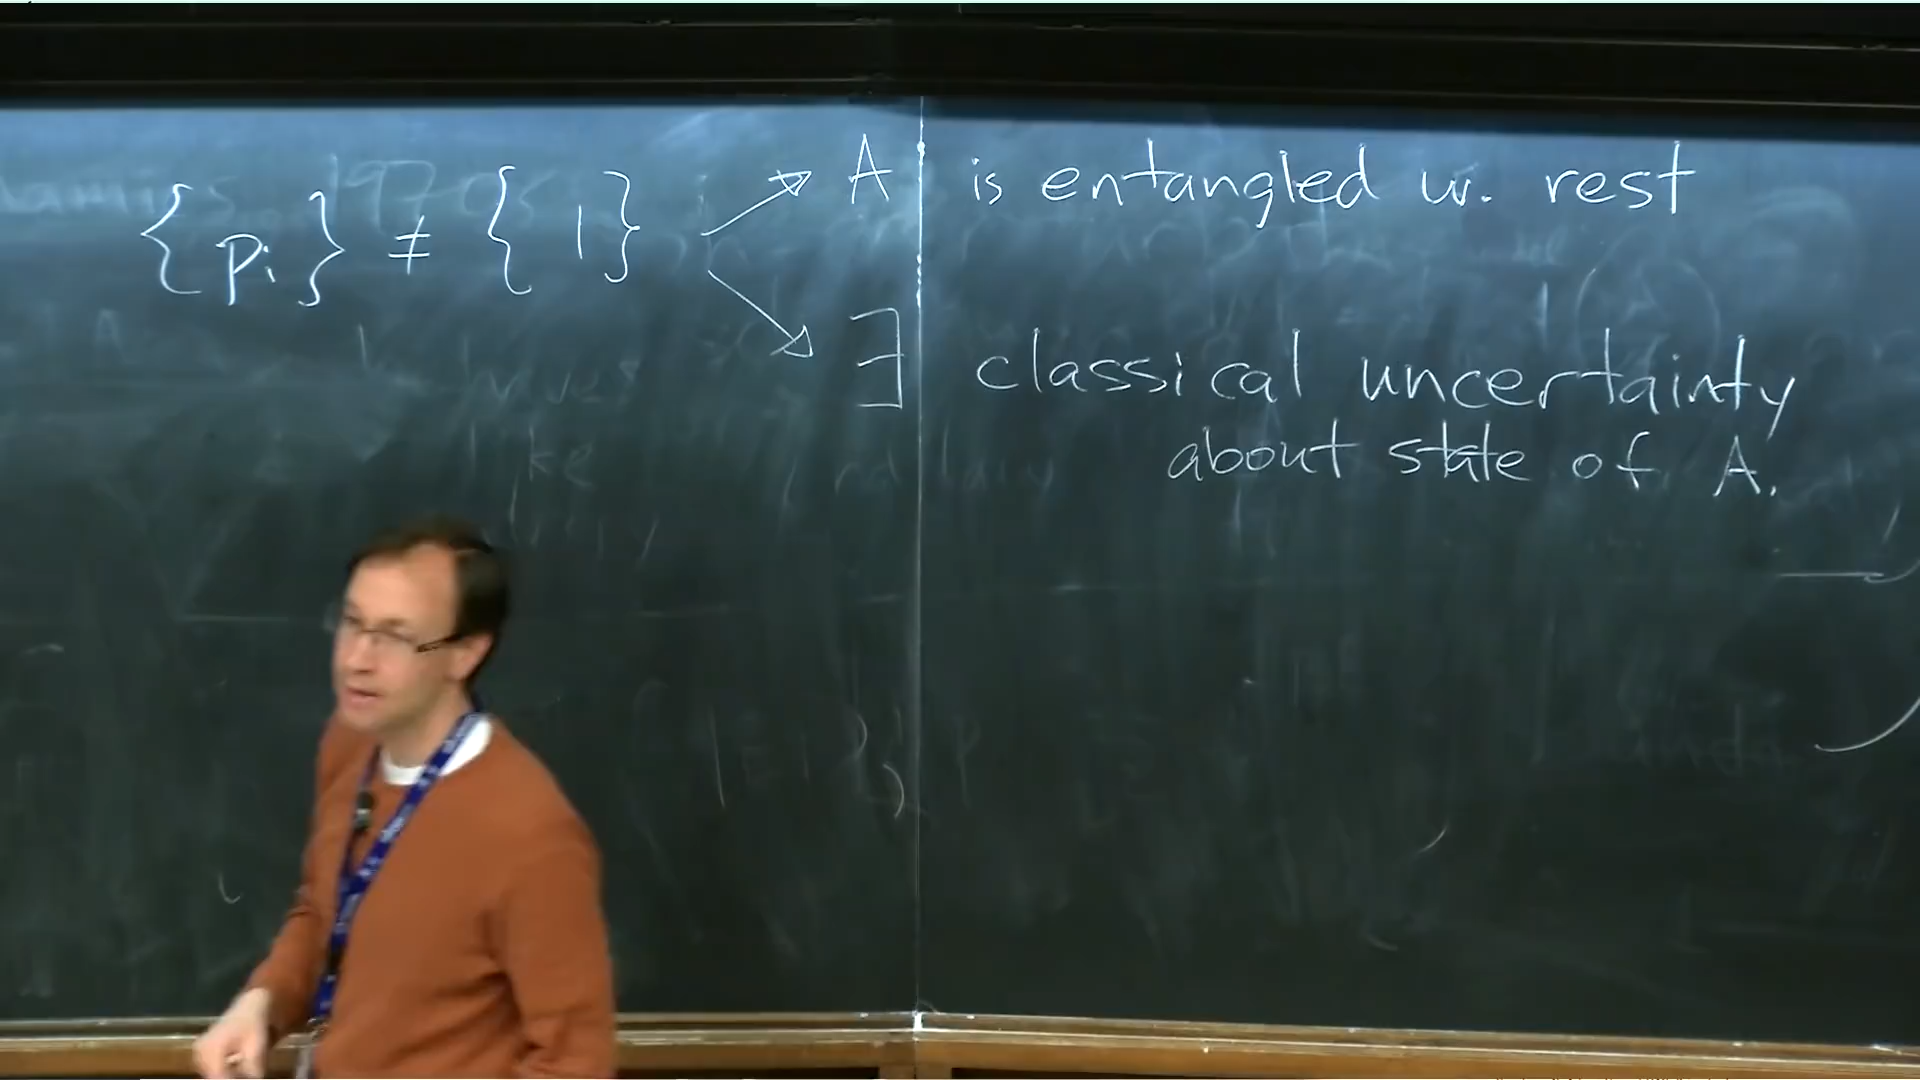 {pi} ≠ {1} A is entangled w. rest
∃ classical uncertainty
about state of A.